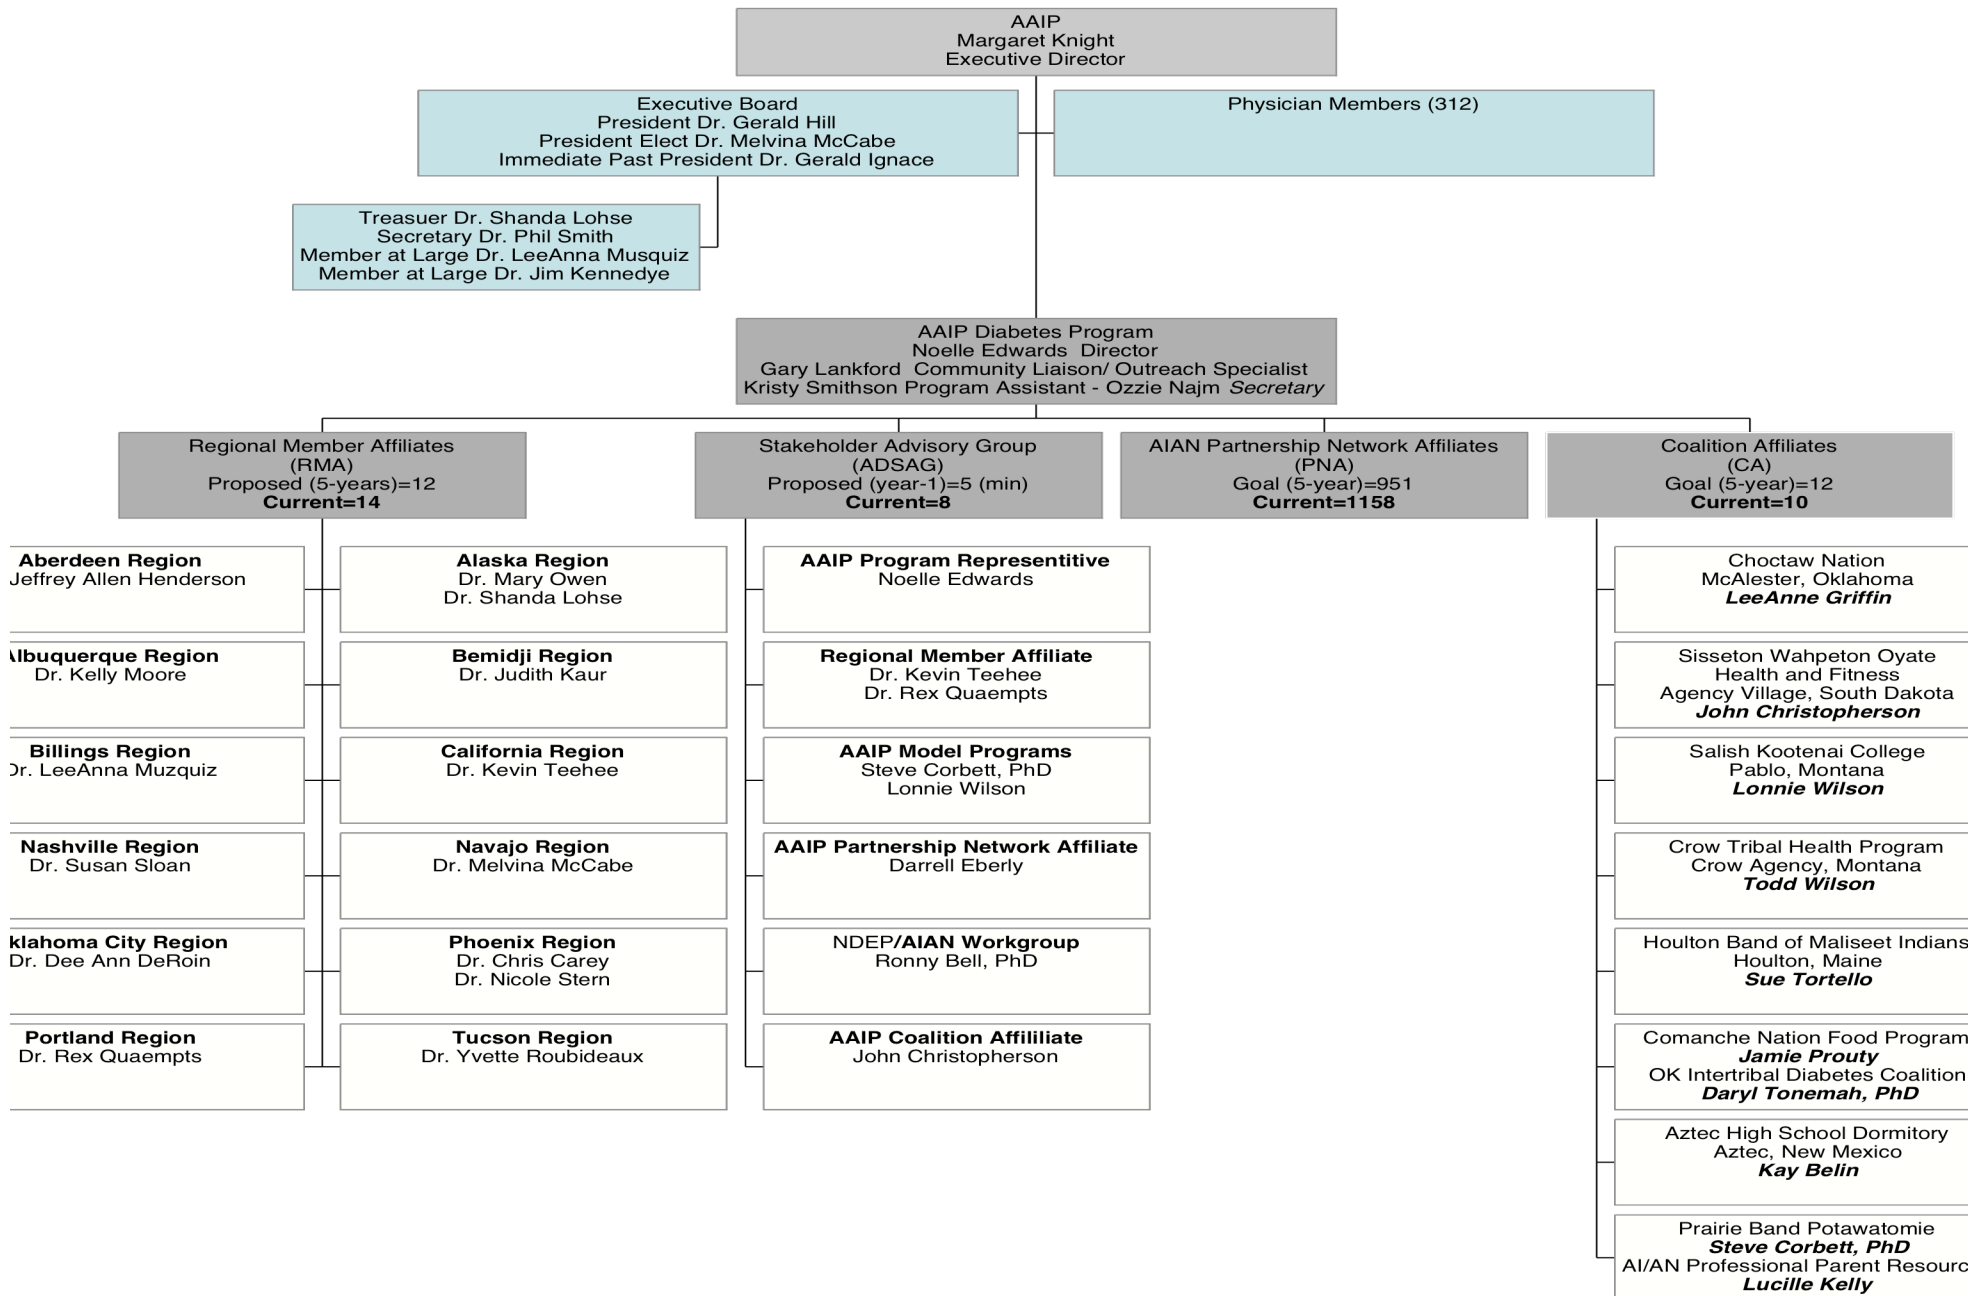 AAIP
Margaret Knight
Executive Director
Executive Board
President Dr. Gerald Hill
President Elect Dr. Melvina McCabe
Immediate Past President Dr. Gerald Ignace
Physician Members (312)
Treasuer Dr. Shanda Lohse
Secretary Dr. Phil Smith
Member at Large Dr. LeeAnna Musquiz
Member at Large Dr. Jim Kennedye
AAIP Diabetes Program
Noelle Edwards  Director
Gary Lankford  Community Liaison/ Outreach Specialist
Kristy Smithson Program Assistant - Ozzie Najm Secretary
Regional Member Affiliates
(RMA)
Proposed (5-years)=12
Current=14
Stakeholder Advisory Group
(ADSAG)
Proposed (year-1)=5 (min)
Current=8
AIAN Partnership Network Affiliates
(PNA)
Goal (5-year)=951
Current=1158
Coalition Affiliates
(CA)
Goal (5-year)=12
Current=10
Aberdeen Region
Jeffrey Allen Henderson
Albuquerque Region
Dr. Kelly Moore
Billings Region
Dr. LeeAnna Muzquiz
Nashville Region
Dr. Susan Sloan
klahoma City Region
Dr. Dee Ann DeRoin
Portland Region
Dr. Rex Quaempts
Alaska Region
Dr. Mary Owen
Dr. Shanda Lohse
Bemidji Region
Dr. Judith Kaur
California Region
Dr. Kevin Teehee
Navajo Region
Dr. Melvina McCabe
Phoenix Region
Dr. Chris Carey
Dr. Nicole Stern
Tucson Region
Dr. Yvette Roubideaux
AAIP Program Representitive
Noelle Edwards
Regional Member Affiliate
Dr. Kevin Teehee
Dr. Rex Quaempts
AAIP Model Programs
Steve Corbett, PhD
Lonnie Wilson
AAIP Partnership Network Affiliate
Darrell Eberly
NDEP/AIAN Workgroup
Ronny Bell, PhD
AAIP Coalition Affililiate
John Christopherson
Choctaw Nation
McAlester, Oklahoma
LeeAnne Griffin
Sisseton Wahpeton Oyate
Health and Fitness
Agency Village, South Dakota
John Christopherson
Salish Kootenai College
Pablo, Montana
Lonnie Wilson
Crow Tribal Health Program
Crow Agency, Montana
Todd Wilson
Houlton Band of Maliseet Indians
Houlton, Maine
Sue Tortello
Comanche Nation Food Program
Jamie Prouty
OK Intertribal Diabetes Coalition
Daryl Tonemah, PhD
Aztec High School Dormitory
Aztec, New Mexico
Kay Belin
Prairie Band Potawatomie
Steve Corbett, PhD
AI/AN Professional Parent Resourc
Lucille Kelly